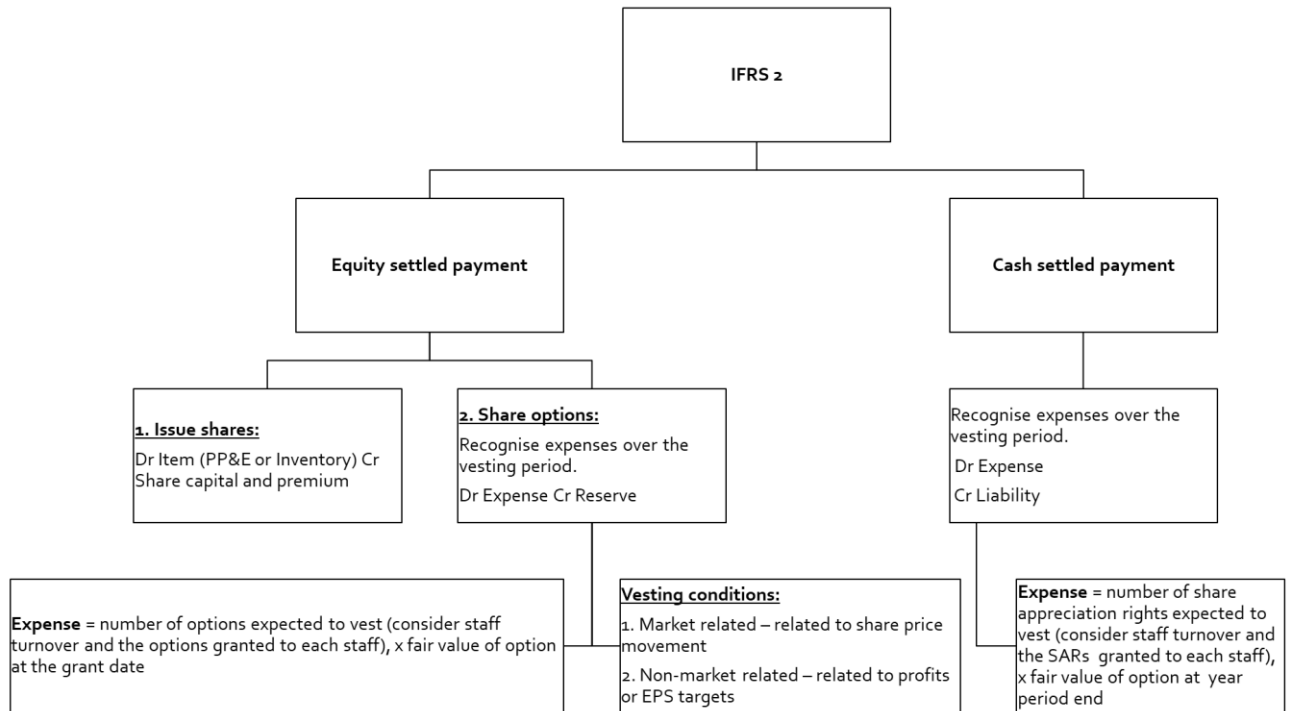 IFRS 2
Equity settled payment
Cash settled payment
1. Issue shares:
Dr Item (PP&E or Inventory) Cr
Share capital and premium
2. Share options:
Recognise expenses over the
vesting period.
Dr Expense Cr Reserve
Recognise expenses over the
vesting period.
Dr Expense
Cr Liability
Expense = number of options expected to vest (consider staff
turnover and the options granted to each staff), x fair value of option
at the grant date
Vesting conditions:
1. Market related – related to share price
movement
2. Non-market related – related to profits
or EPS targets
Expense = number of share
appreciation rights expected to
vest (consider staff turnover and
the SARs granted to each staff),
x fair value of option at year
period end